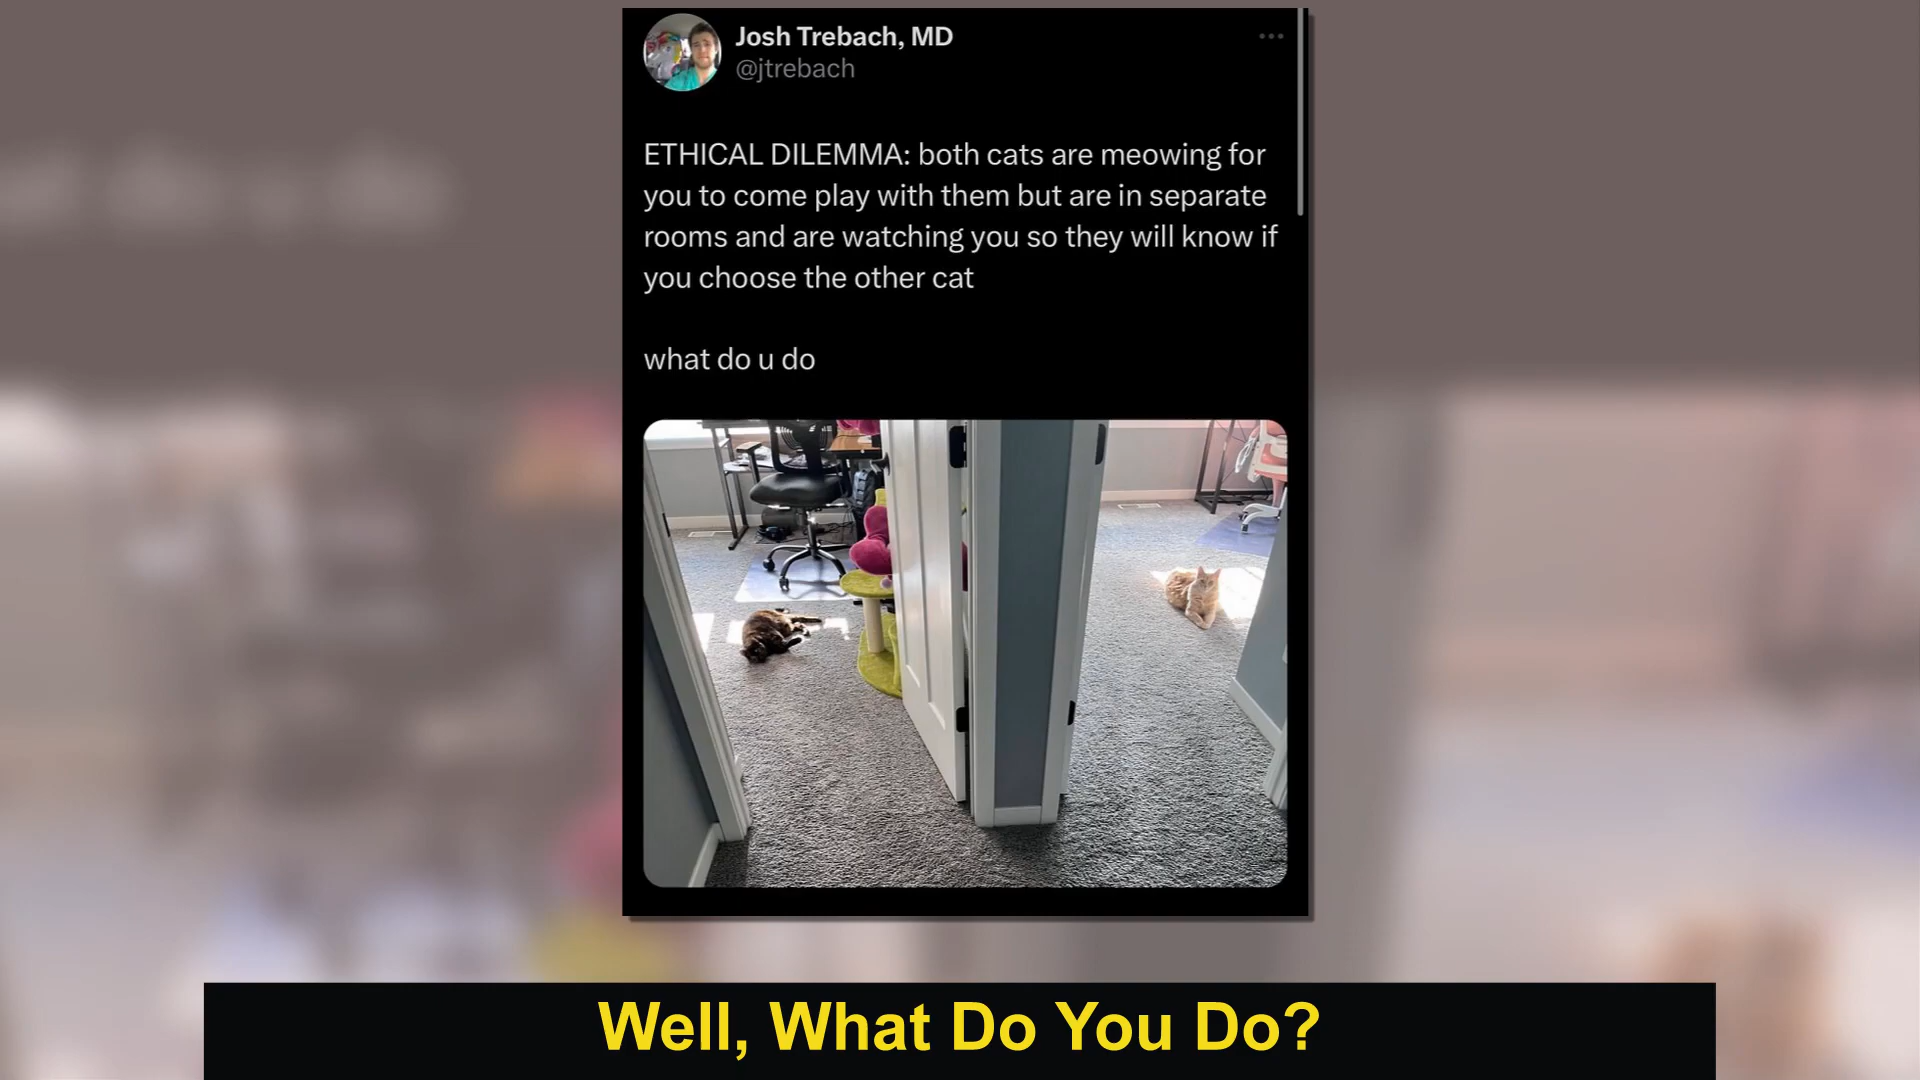 Josh Trebach, MD
@jtrebach
ETHICAL DILEMMA: both cats are meowing for
you to come play with them but are in separate
rooms and are watching you so they will know if
you choose the other cat
what do u do
Well, What Do You Do?